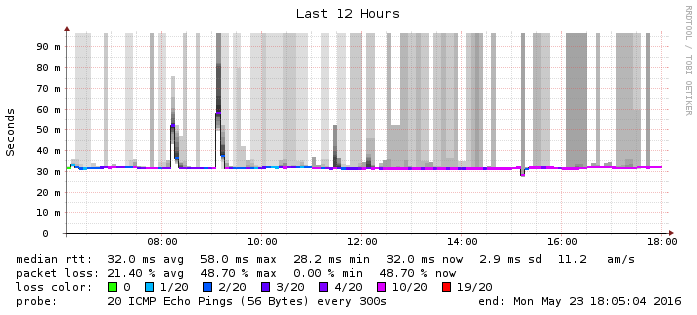 Last 12 Hours
RRDTOOL / TOBI OETIKER
Seconds
90 m
80 m
70 m
60 m
50 m
40 m
30 m
20 m
10 m
0
08:00 10:00 12:00 14:00 16:00 18:00
median rtt: 32.0 ms avg 58.0 ms max 28.2 ms min 32.0 ms now 2.9 ms sd 11.2 am/s
packet loss: 21.40 % avg 48.70 % max 0.00 % min 48.70 % now
loss color: 0 1/20 2/20 3/20 4/20 10/20 19/20
probe: 20 ICMP Echo Pings (56 Bytes) every 300s end: Mon May 23 18:05:04 2016